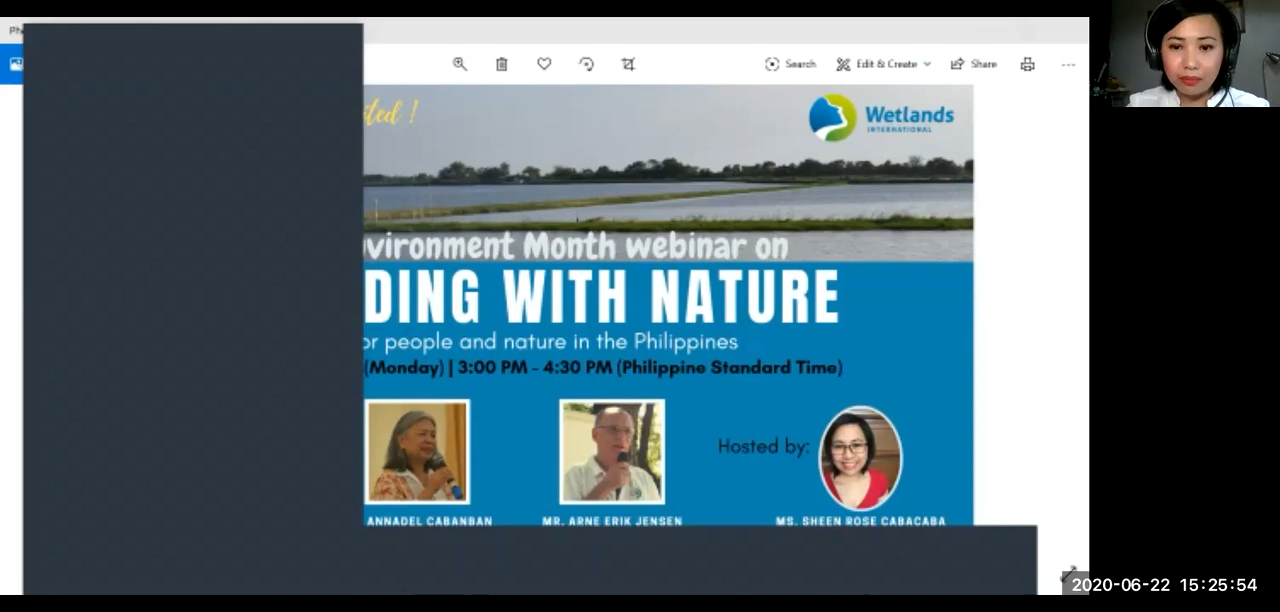 Search
Edit & Create
Share
ted !
Wetlands
INTERNATIONAL
vironment Month webinar on
DING WITH NATURE
or people and nature in the Philippines
(Monday) | 3:00 PM - 4:30 PM (Philippine Standard Time)
Hosted by:
ANNADEL CABANBAN
MR. ARNE ERIK JENSEN
MS. SHEEN ROSE CABACABA
2020-06-22 15:25:54